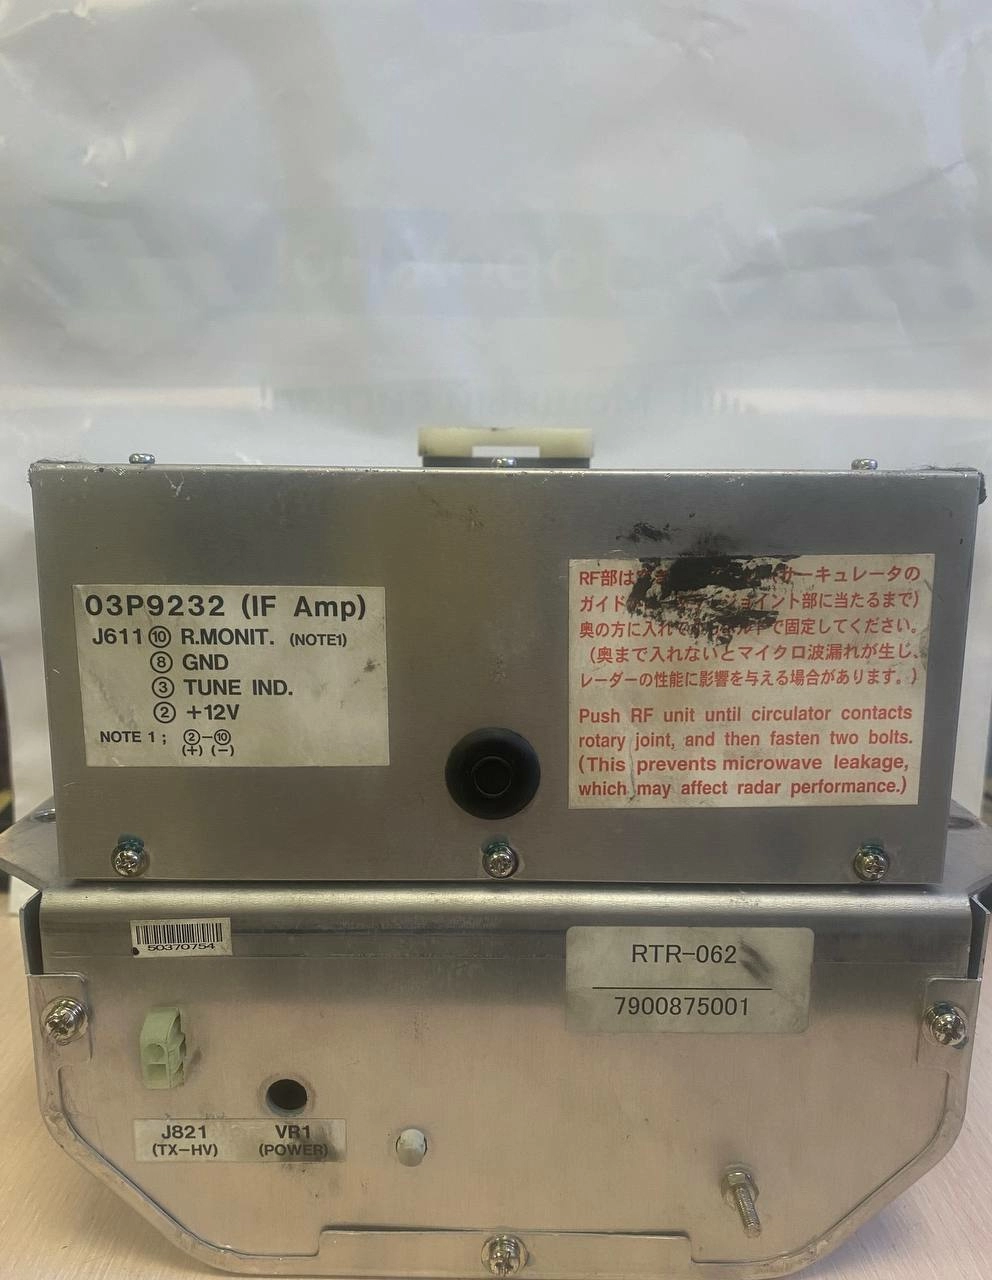 03P9232 (IF Amp)
J611 ⑩ R.MONIT. (NOTE1)
⑧ GND
③ TUNE IND.
② +12V
NOTE 1 ; ②-⑩
(+) (-)
RF部は サーキュレータの
ガイド ジョイント部に当たるまで)
奥の方に入れて ボルトで固定してください。
(奥まで入れないとマイクロ波漏れが生じ、
レーダーの性能に影響を与える場合があります。)
Push RF unit until circulator contacts
rotary joint, and then fasten two bolts.
(This prevents microwave leakage,
which may affect radar performance.)
50370754
RTR-062
7900875001
J821
(TX-HV)
VR1
(POWER)